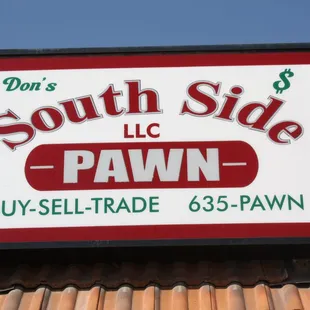 Don's $
South Side
LLC
PAWN
UY-SELL-TRADE 635-PAWN